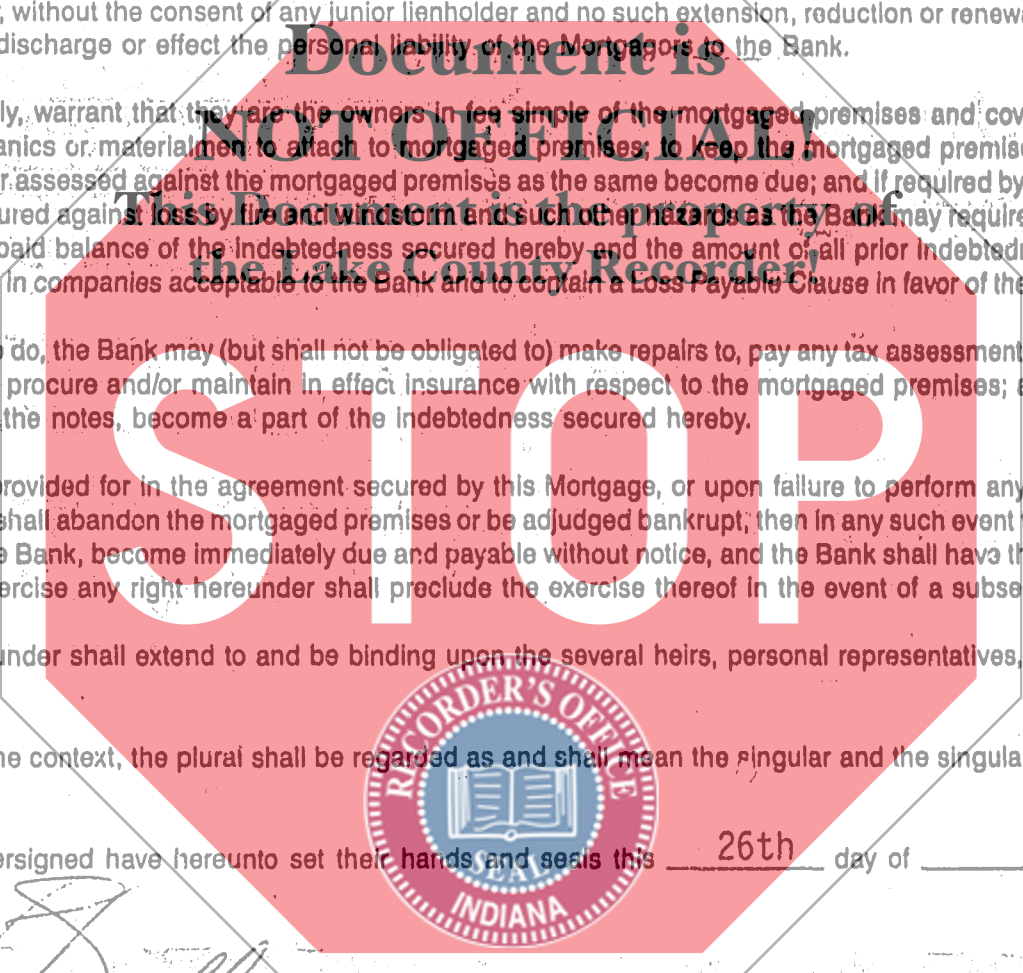 , without the consent of any junior lienholder and no such extension, reduction or renewa
discharge or effect the personal liability of the Mortgagors to the Bank.
Document is
ly, warrant that they are the owners in fee simple of the mortgaged premises and cov
NOT OFFICIAL!
anics or materialmen to attach to mortgaged premises; to keep the mortgaged premise
r assessed against the mortgaged premises as the same become due; and if required by
This Document is the property of
ured against loss by fire and windstorm and such other hazards as the Bank may require
paid balance of the indebtedness secured hereby and the amount of all prior indebtedn
the Lake County Recorder!
in companies acceptable to the Bank and to contain a Loss Payable Clause in favor of the
do, the Bank may (but shall not be obligated to) make repairs to, pay any tax assessment
procure and/or maintain in effect insurance with respect to the mortgaged premises; a
the notes, become a part of the indebtedness secured hereby.
STOP
rovided for in the agreement secured by this Mortgage, or upon failure to perform any
shall abandon the mortgaged premises or be adjudged bankrupt, then in any such event
e Bank, become immediately due and payable without notice, and the Bank shall have th
ercise any right hereunder shall preclude the exercise thereof in the event of a subse
under shall extend to and be binding upon the several heirs, personal representatives,
RECORDER'S OFFICE
he context, the plural shall be regarded as and shall mean the singular and the singula
ersigned have hereunto set their hands and seals this 26th day of
SEAL
INDIANA